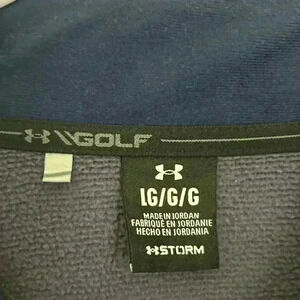 \\GOLF
LG/G/G
MADE IN JORDAN
FABRIQUÉ EN JORDANIE
HECHO EN JORDANIA
STORM